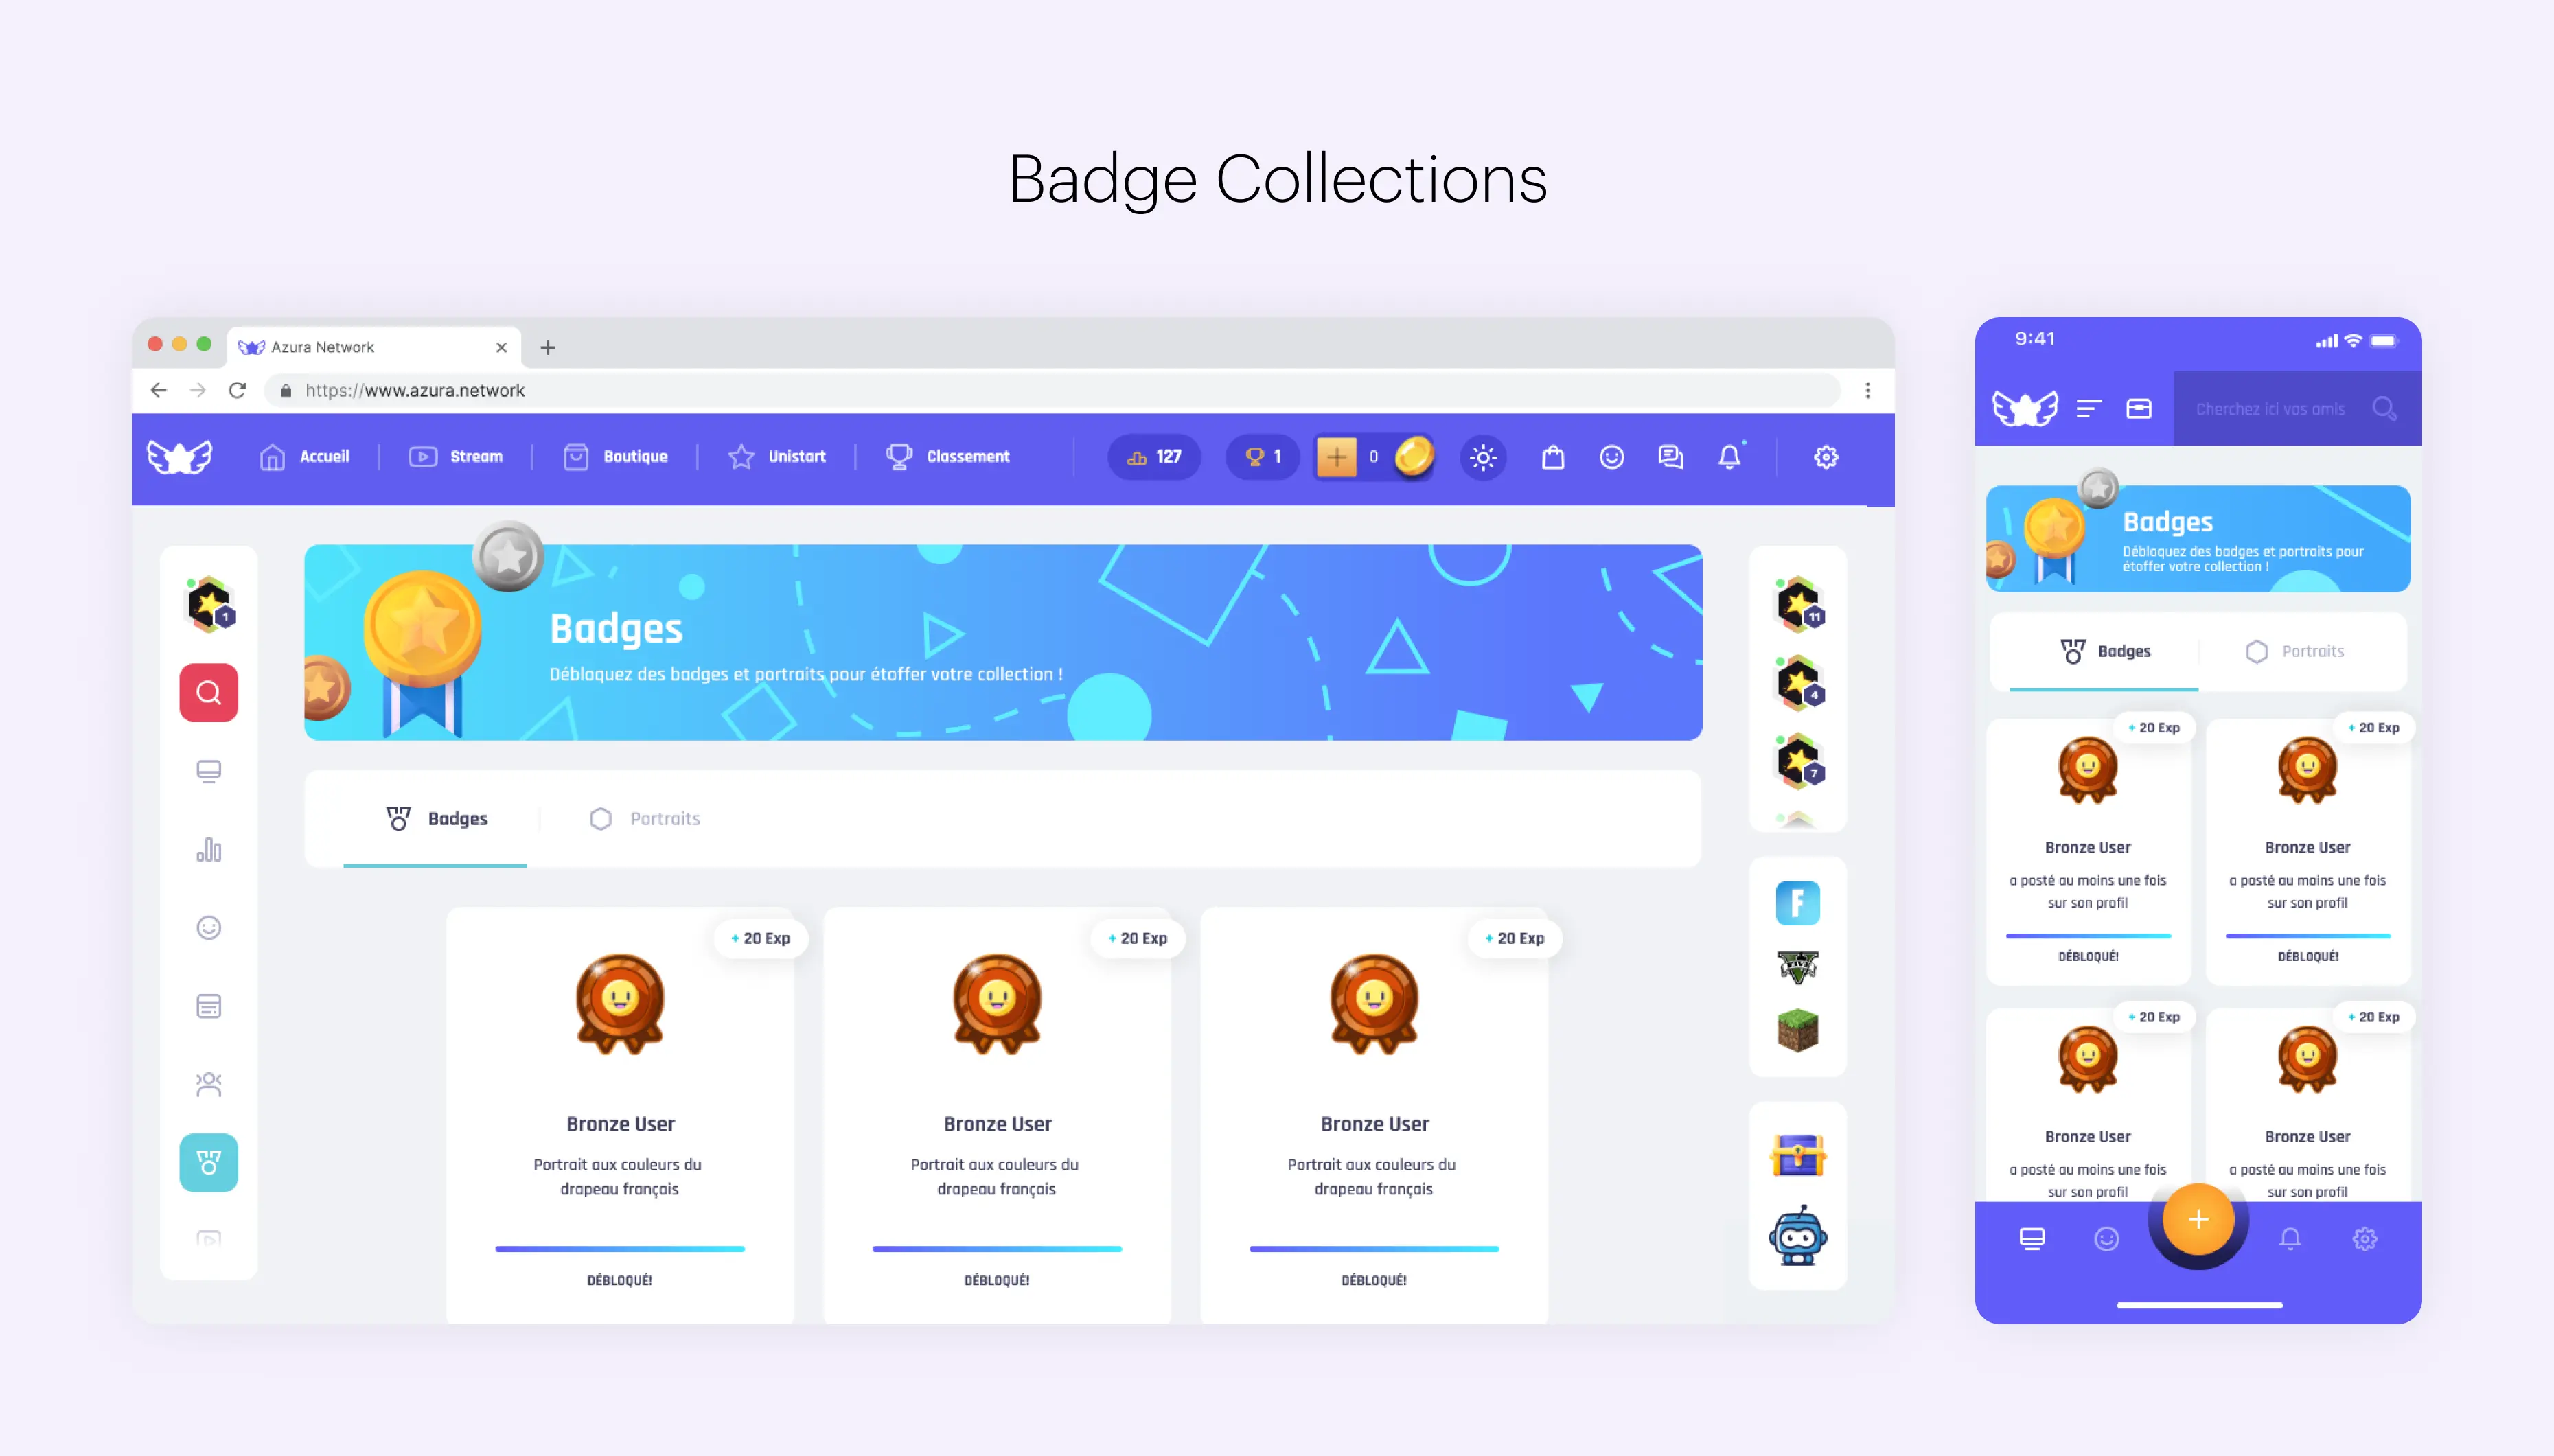 Badge Collections
Azura Network
https://www.azura.network
Accueil
Stream
Boutique
Unistart
Classement
127
1
0
1
Badges
Débloquez des badges et portraits pour étoffer votre collection !
11
4
7
Badges
Portraits
F
V
FIVE
+ 20 Exp
+ 20 Exp
+ 20 Exp
Bronze User
Bronze User
Bronze User
Portrait aux couleurs du
drapeau français
Portrait aux couleurs du
drapeau français
Portrait aux couleurs du
drapeau français
DÉBLOQUÉ!
DÉBLOQUÉ!
DÉBLOQUÉ!
9:41
Cherchez ici vos amis
Badges
Débloquez des badges et portraits pour
étoffer votre collection !
Badges
Portraits
+ 20 Exp
+ 20 Exp
Bronze User
Bronze User
a posté au moins une fois
sur son profil
a posté au moins une fois
sur son profil
DÉBLOQUÉ!
DÉBLOQUÉ!
+ 20 Exp
+ 20 Exp
Bronze User
Bronze User
a posté au moins une fois
sur son profil
a posté au moins une fois
sur son profil